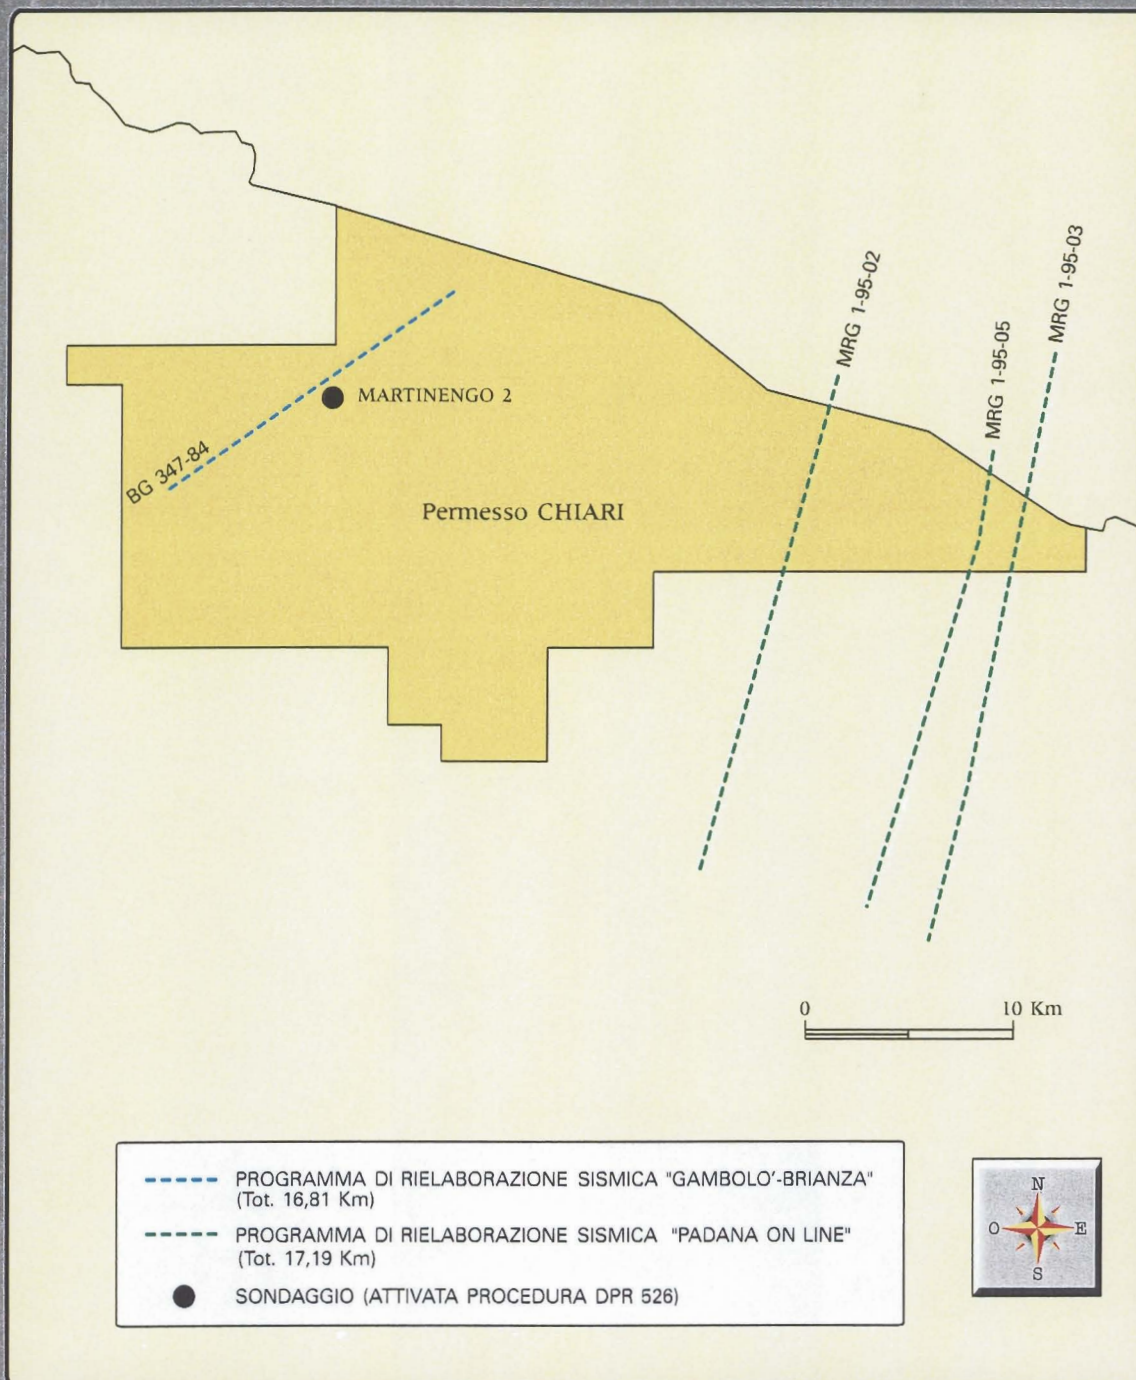 MRG 1-95-02
MRG 1-95-03
MRG 1-95-05
MARTINENGO 2
BG 347-84
Permesso CHIARI
0 10 Km
PROGRAMMA DI RIELABORAZIONE SISMICA "GAMBOLO'-BRIANZA"
(Tot. 16,81 Km)
PROGRAMMA DI RIELABORAZIONE SISMICA "PADANA ON LINE"
(Tot. 17,19 Km)
SONDAGGIO (ATTIVATA PROCEDURA DPR 526)
N
O E
S